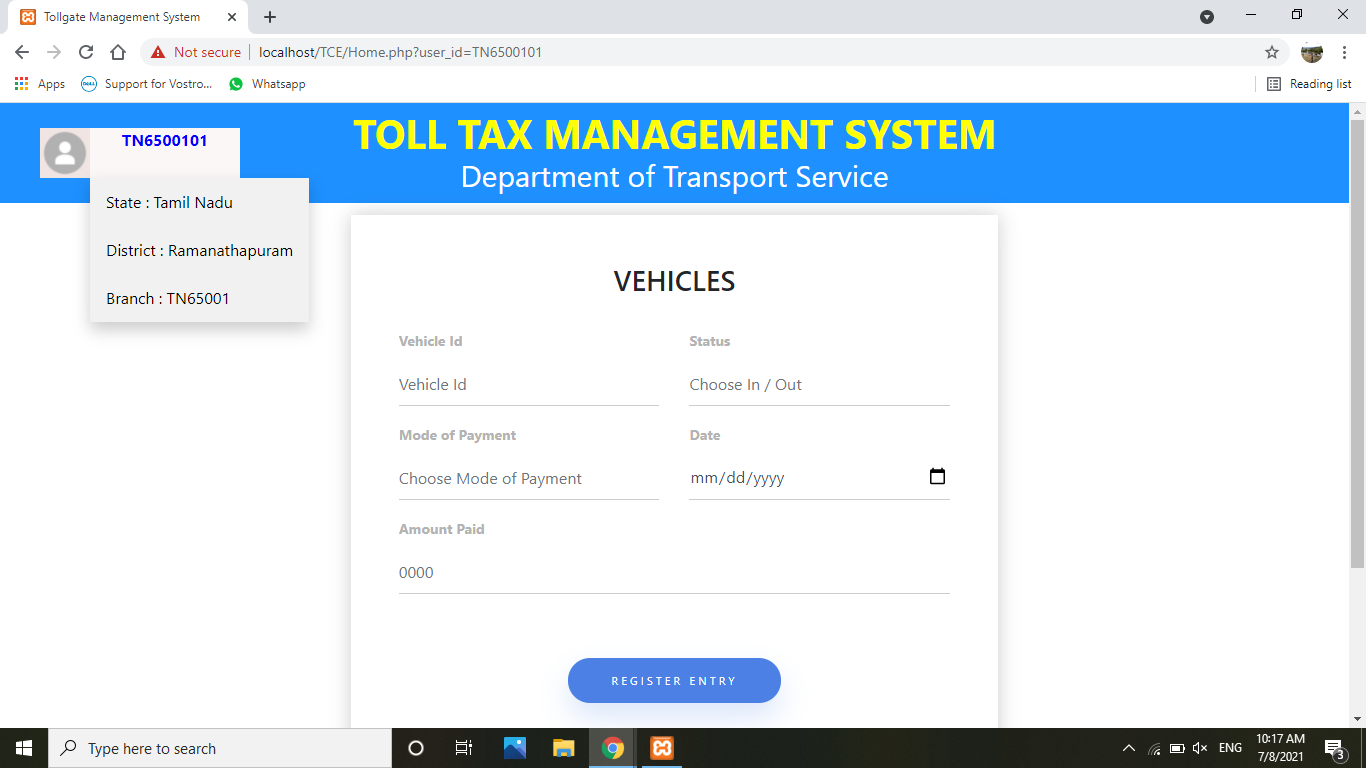 Tollgate Management System
Not secure
localhost/TCE/Home.php?user_id=TN6500101
Apps
Support for Vostro...
Whatsapp
Reading list
TN6500101
TOLL TAX MANAGEMENT SYSTEM
Department of Transport Service
State : Tamil Nadu
District : Ramanathapuram
Branch : TN65001
VEHICLES
Vehicle Id
Status
Vehicle Id
Choose In / Out
Mode of Payment
Date
Choose Mode of Payment
mm/dd/yyyy
Amount Paid
0000
REGISTER ENTRY
Type here to search
ENG
10:17 AM
7/8/2021
3